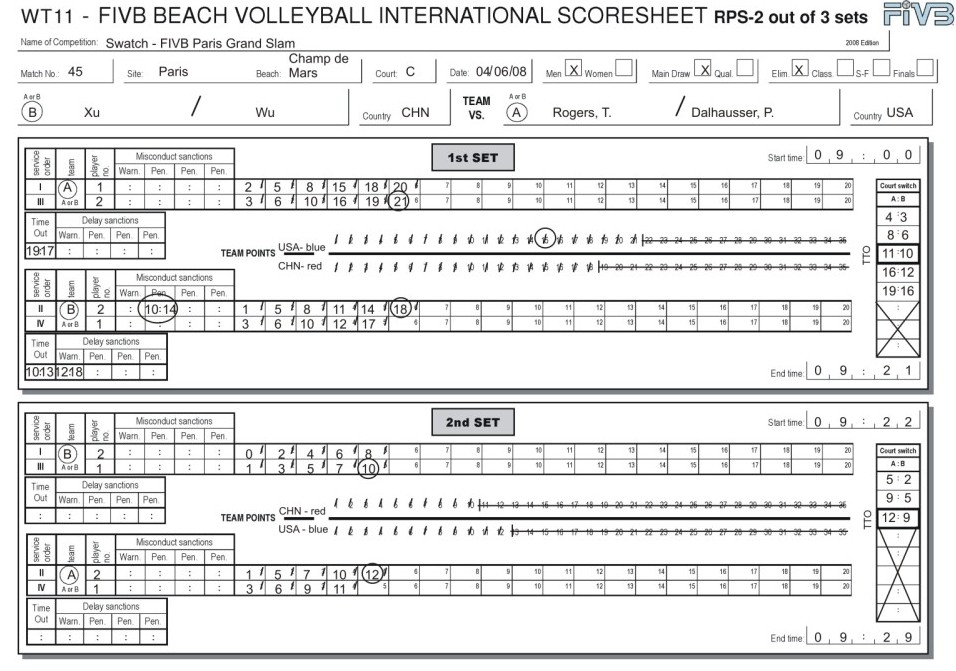 WT11 - FIVB BEACH VOLLEYBALL INTERNATIONAL SCORESHEET RPS-2 out of 3 sets FIVB
Name of Competition: Swatch - FIVB Paris Grand Slam 2008 Edition
Match No.: 45 Site: Paris Beach: Champ de Mars Court: C Date: 04/06/08 Men X Women Main Draw X Qual. Elim. X Class. S-F Finals
A or B B Xu / Wu Country CHN TEAM VS. A or B A Rogers, T. / Dalhausser, P. Country USA
1st SET
Start time: 0 9 : 0 0
service order team player no. Misconduct sanctions
Warn. Pen. Pen. Pen.
I A 1 : : : : 2 5 8 15 18 20 7 8 9 10 11 12 13 14 15 16 17 18 19 20
III A or B 2 : : : : 3 6 10 16 19 21 6 7 8 9 10 11 12 13 14 15 16 17 18 19 20
Court switch
A : B
4 : 3
8 : 6
11 : 10
16:12
19:16
TTO
Time Out Delay sanctions
Warn. Pen. Pen. Pen.
19:17 : : :
TEAM POINTS
USA- blue 1 2 3 4 5 6 7 8 9 10 11 12 13 14 15 16 17 18 19 20 21 22 23 24 25 26 27 28 29 30 31 32 33 34 35
CHN- red 1 2 3 4 5 6 7 8 9 10 11 12 13 14 15 16 17 18 19 20 21 22 23 24 25 26 27 28 29 30 31 32 33 34 35
service order team player no. Misconduct sanctions
Warn. Pen. Pen. Pen.
II B 2 : 10:14 : : 1 5 8 11 14 18 7 8 9 10 11 12 13 14 15 16 17 18 19 20
IV A or B 1 : : : : 3 6 10 12 17 6 7 8 9 10 11 12 13 14 15 16 17 18 19 20
Time Out Delay sanctions
Warn. Pen. Pen. Pen.
10:13 12:18 : : :
End time: 0 9 : 2 1
2nd SET
Start time: 0 9 : 2 2
service order team player no. Misconduct sanctions
Warn. Pen. Pen. Pen.
I B 2 : : : : 0 2 4 6 8 6 7 8 9 10 11 12 13 14 15 16 17 18 19 20
III A or B 1 : : : : 1 3 5 7 10 6 7 8 9 10 11 12 13 14 15 16 17 18 19 20
Court switch
A : B
5 : 2
9 : 5
12: 9
TTO
Time Out Delay sanctions
Warn. Pen. Pen. Pen.
: : : :
TEAM POINTS
CHN - red 1 2 3 4 5 6 7 8 9 10 11 12 13 14 15 16 17 18 19 20 21 22 23 24 25 26 27 28 29 30 31 32 33 34 35
USA - blue 1 2 3 4 5 6 7 8 9 10 11 12 13 14 15 16 17 18 19 20 21 22 23 24 25 26 27 28 29 30 31 32 33 34 35
service order team player no. Misconduct sanctions
Warn. Pen. Pen. Pen.
II A 2 : : : : 1 5 7 10 12 6 7 8 9 10 11 12 13 14 15 16 17 18 19 20
IV A or B 1 : : : : 3 6 9 11 5 6 7 8 9 10 11 12 13 14 15 16 17 18 19 20
Time Out Delay sanctions
Warn. Pen. Pen. Pen.
: : : :
End time: 0 9 : 2 9